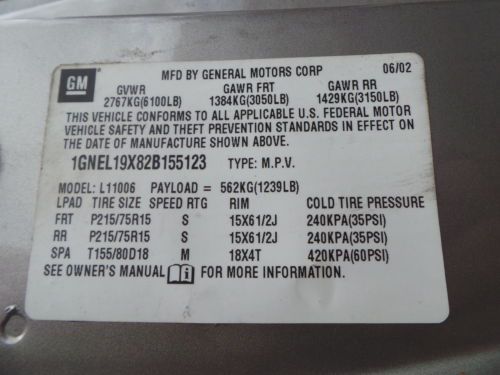 GM MFD BY GENERAL MOTORS CORP 06/02
GVWR GAWR FRT GAWR RR
2767KG(6100LB) 1384KG(3050LB) 1429KG(3150LB)
THIS VEHICLE CONFORMS TO ALL APPLICABLE U.S. FEDERAL MOTOR
VEHICLE SAFETY AND THEFT PREVENTION STANDARDS IN EFFECT ON
THE DATE OF MANUFACTURE SHOWN ABOVE.
1GNEL19X82B155123 TYPE: M.P.V.
MODEL: L11006 PAYLOAD = 562KG(1239LB)
LPAD TIRE SIZE SPEED RTG RIM COLD TIRE PRESSURE
FRT P215/75R15 S 15X61/2J 240KPA(35PSI)
RR P215/75R15 S 15X61/2J 240KPA(35PSI)
SPA T155/80D18 M 18X4T 420KPA(60PSI)
SEE OWNER'S MANUAL FOR MORE INFORMATION.